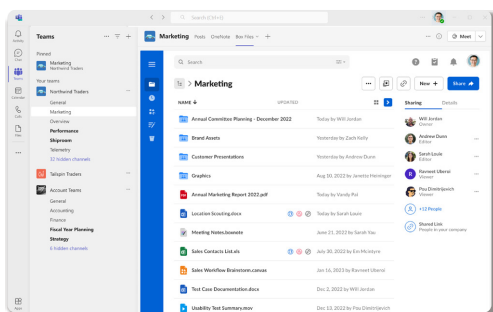 Search (Ctrl+E)
Activity
Chat
Teams
Calendar
Calls
Files
Apps
Teams
Pinned
Marketing
Northwind Traders
Your teams
Northwind Traders
General
Marketing
Overview
Performance
Shiproom
Telemetry
32 hidden channels
Tailspin Traders
Account Teams
General
Accounting
Finance
Fiscal Year Planning
Strategy
6 hidden channels
Marketing Posts OneNote Box Files
Meet
Search
Marketing
New +
Share
NAME UPDATED
Annual Committee Planning - December 2022 Today by Will Jordan
Brand Assets Yesterday by Zach Kelly
Customer Presentations Yesterday by Andrew Dunn
Graphics Aug 10, 2022 by Janette Heininger
Annual Marketing Report 2022.pdf Today by Vandy Pai
Location Scouting.docx Today by Sarah Louie
Meeting Notes.boxnote June 21, 2022 by Sarah You
Sales Contacts List.xls July 30, 2022 by Em McInture
Sales Workflow Brainstorm.canvas Jan 16, 2023 by Ravneet Uberoi
Test Case Documentation.docx Dec 2, 2022 by Will Jordan
Usability Test Summary.mov Dec 13, 2022 by Pau Dimitrijevich
Sharing Details
Will Jordan
Owner
Andrew Dunn
Editor
Sarah Louie
Editor
R
Ravneet Uberoi
Viewer
Pau Dimitrijevich
Viewer
+12 People
Shared Link
People in your company